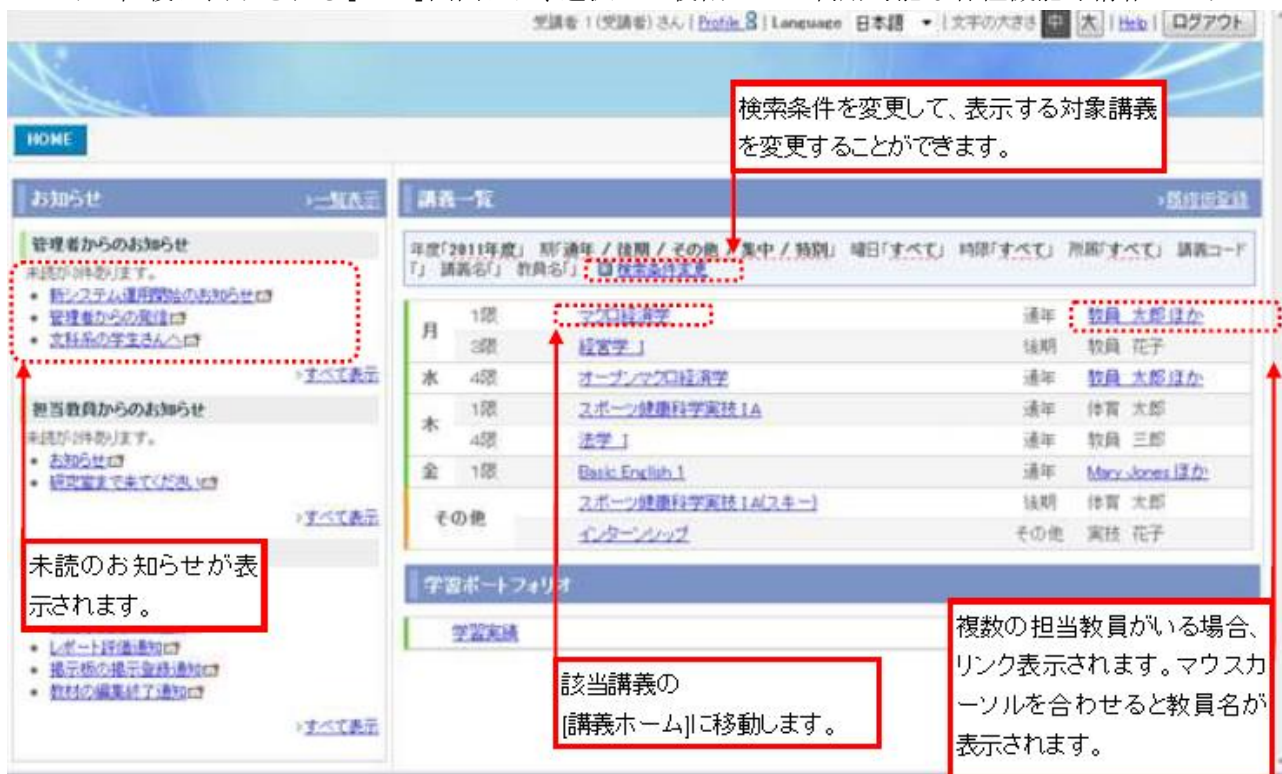 受講者 1(受講者)さん | Profile | Language 日本語 ▼ | 文字の大きさ 中 大 | Help | ログアウト
検索条件を変更して、表示する対象講義
を変更することができます。
HOME
お知らせ
›一覧表示
管理者からのお知らせ
未読が3件あります。
• 新システム運用開始のお知らせ
• 管理者からの発信
• 文科系の学生さんへ
›すべて表示
担当教員からのお知らせ
未読が2件あります。
• お知らせ
• 研究室まで来てください
›すべて表示
未読のお知らせが表
示されます。
• レポート評価通知
• 掲示板の掲示登録通知
• 教材の編集終了通知
›すべて表示
講義一覧
›履修仮登録
年度「2011年度」 期「通年 / 後期 / その他 / 集中 / 特別」 曜日「すべて」 時限「すべて」 所属「すべて」 講義コード
「」 講義名「」 教員名「」 検索条件変更
月 1限 マクロ経済学 通年 教員 太郎 ほか
3限 経営学 I 後期 教員 花子
水 4限 オープンマクロ経済学 通年 教員 太郎 ほか
木 1限 スポーツ健康科学実技 IA 通年 体育 太郎
4限 法学 I 通年 教員 三郎
金 1限 Basic English 1 通年 Mary Jones ほか
その他 スポーツ健康科学実技 IA(スキー) 後期 体育 太郎
インターンシップ その他 実技 花子
学習ポートフォリオ
学習実績
該当講義の
[講義ホーム]に移動します。
複数の担当教員がいる場合、
リンク表示されます。マウスカ
ーソルを合わせると教員名が
表示されます。